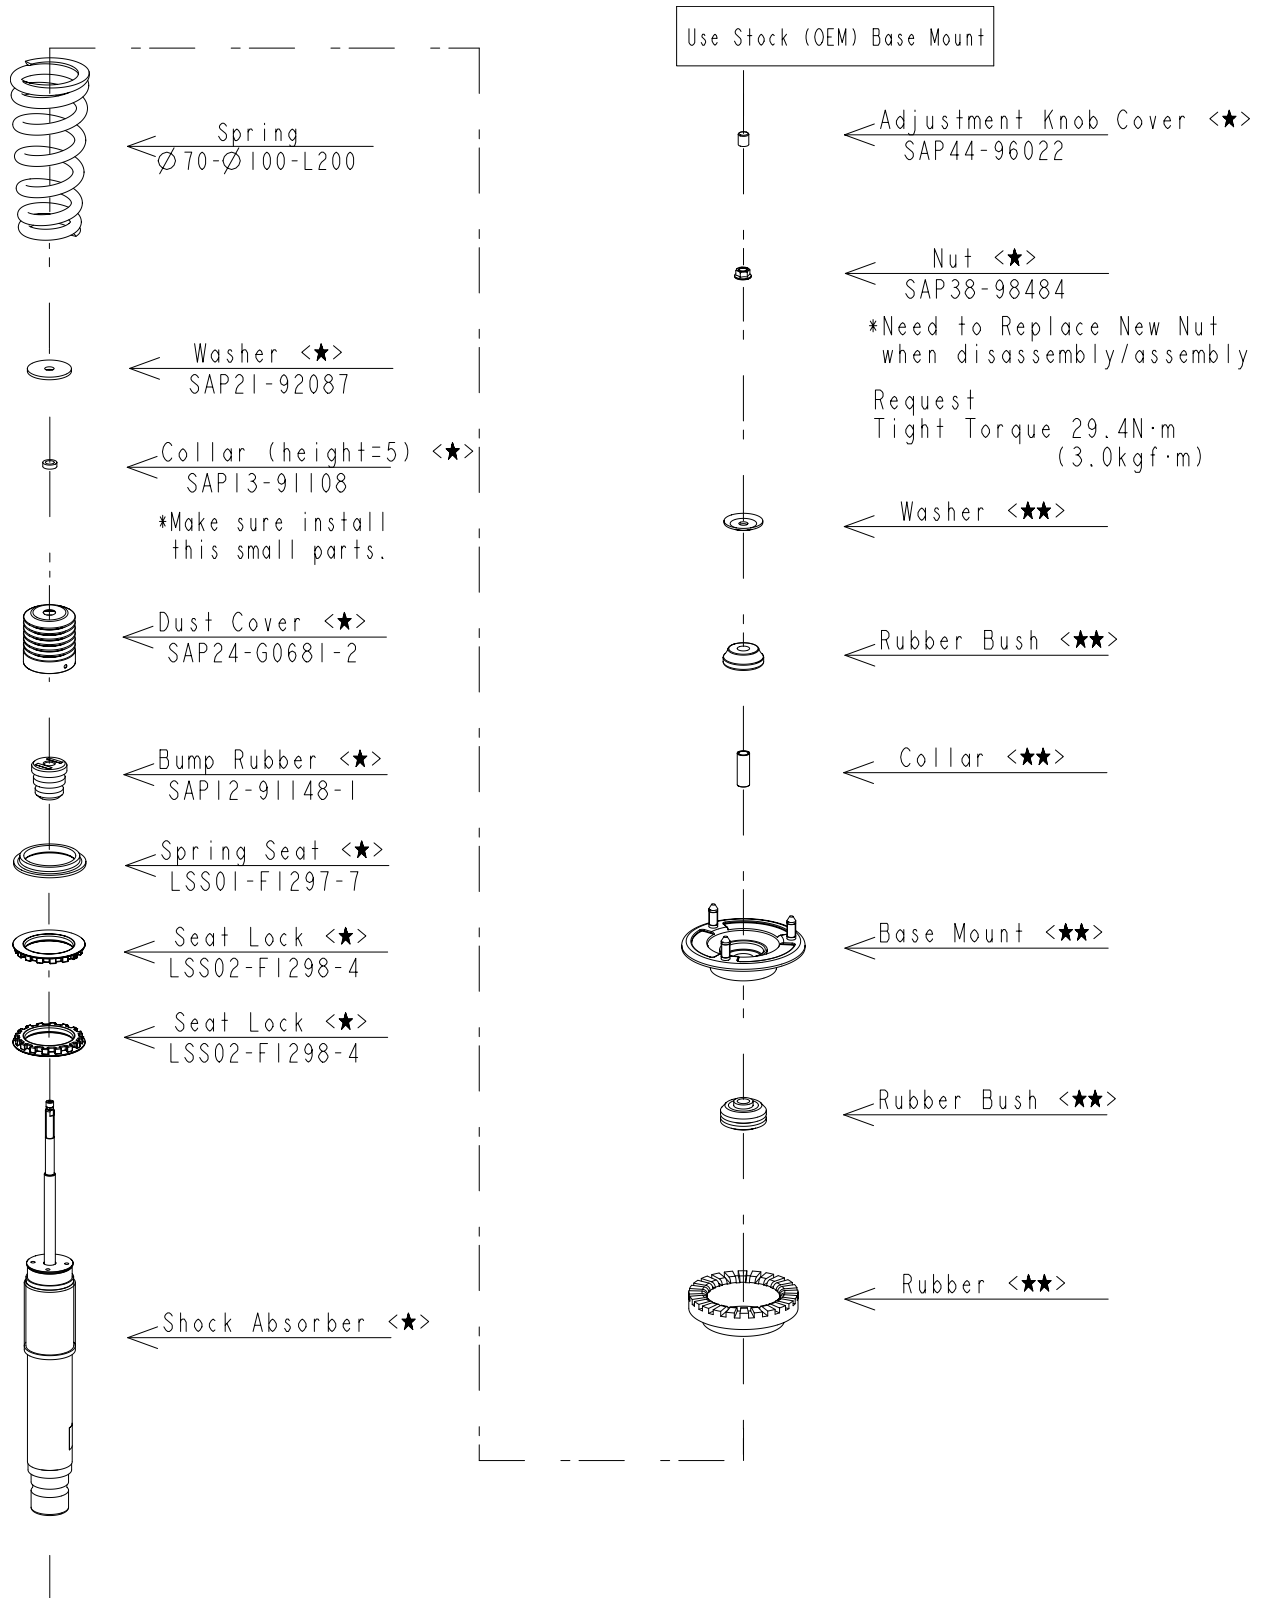 Use Stock (OEM) Base Mount
Spring
∅70-∅100-L200
Washer <★>
SAP21-92087
Collar (height=5) <★>
SAP13-91108
*Make sure install
this small parts.
Dust Cover <★>
SAP24-G0681-2
Bump Rubber <★>
SAP12-91148-1
Spring Seat <★>
LSS01-F1297-7
Seat Lock <★>
LSS02-F1298-4
Seat Lock <★>
LSS02-F1298-4
Shock Absorber <★>
Adjustment Knob Cover <★>
SAP44-96022
Nut <★>
SAP38-98484
*Need to Replace New Nut
when disassembly/assembly
Request
Tight Torque 29.4N·m
(3.0kgf·m)
Washer <★★>
Rubber Bush <★★>
Collar <★★>
Base Mount <★★>
Rubber Bush <★★>
Rubber <★★>